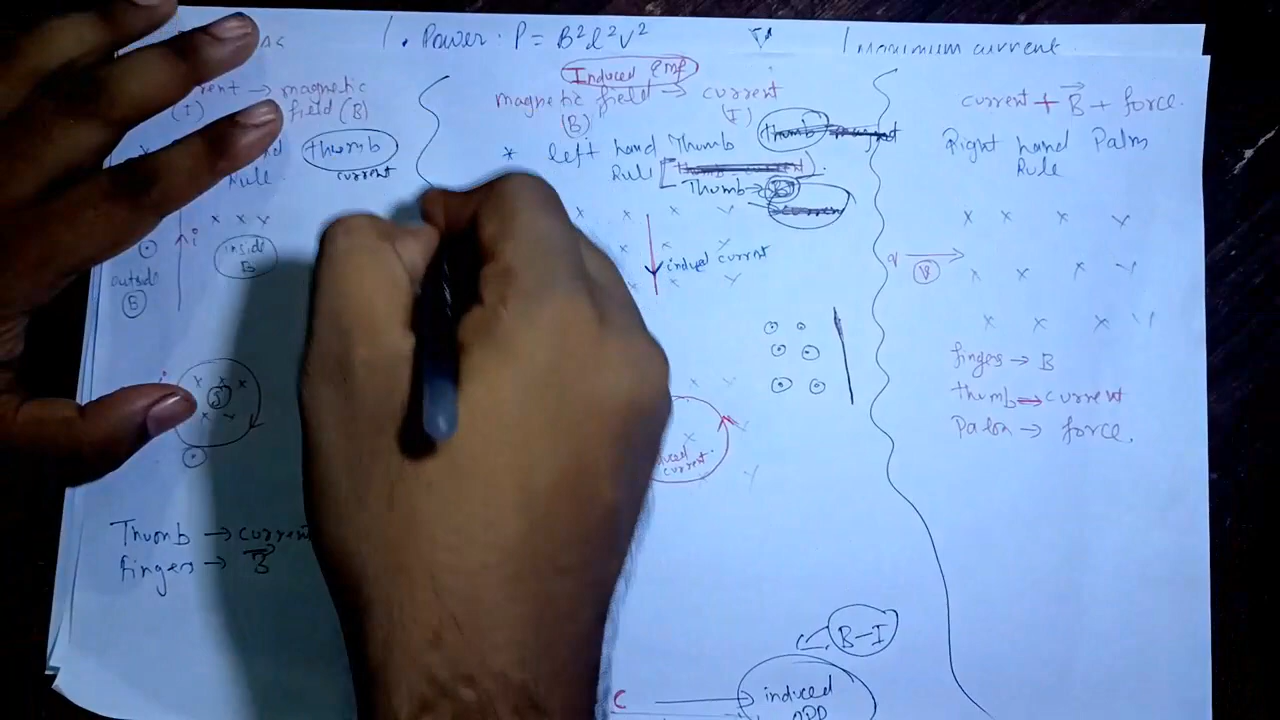 1. Power. P = B²l²v²
Maximum current.
Induced emf
→ magnetic
field (B)
(I)
thumb
current
Rule.
i
inside
B
outside
B
S
Thumb → current
fingers → B
magnetic field → current
(B)
(I)
* left hand Thumb
Rule
Thumb →
induced current
current.
B-I
C
induced
current + B + force.
Right hand Palm
Rule
q
v
fingers → B
thumb → current
Palm → force.